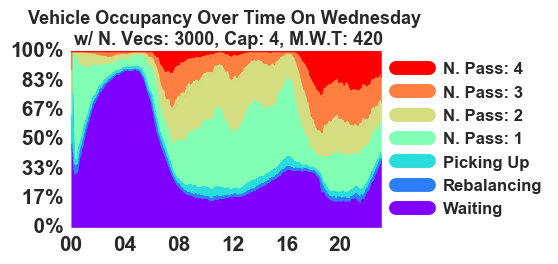 Vehicle Occupancy Over Time On Wednesday
w/ N. Vecs: 3000, Cap: 4, M.W.T: 420
100%
83%
67%
50%
33%
17%
0%
00 04 08 12 16 20
N. Pass: 4
N. Pass: 3
N. Pass: 2
N. Pass: 1
Picking Up
Rebalancing
Waiting